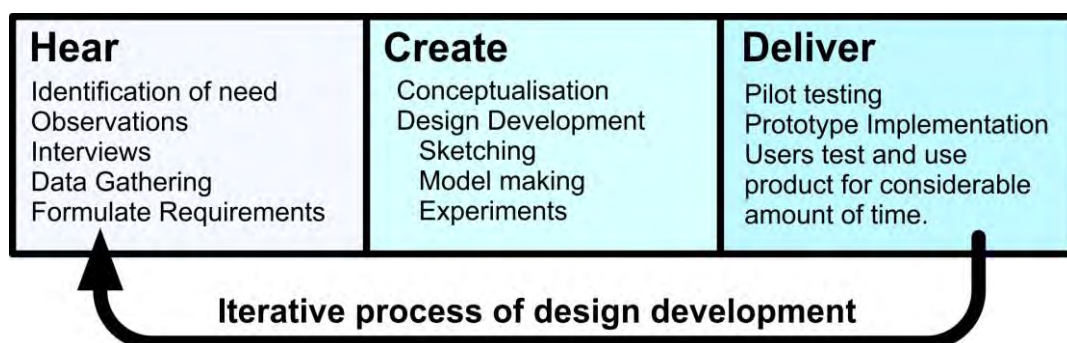 Hear
Identification of need
Observations
Interviews
Data Gathering
Formulate Requirements
Create
Conceptualisation
Design Development
Sketching
Model making
Experiments
Deliver
Pilot testing
Prototype Implementation
Users test and use
product for considerable
amount of time.
Iterative process of design development